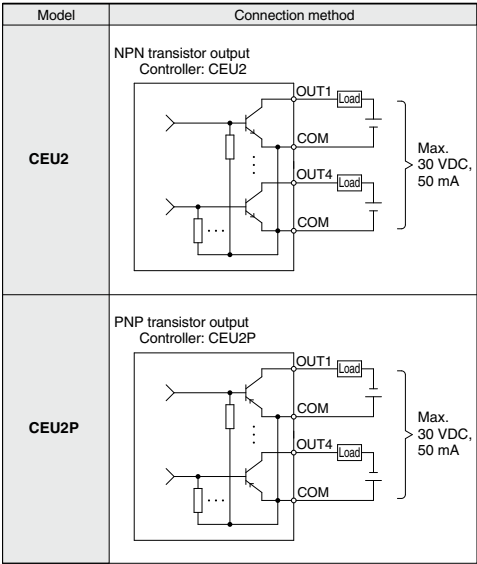 Model
Connection method
CEU2
NPN transistor output
Controller: CEU2
OUT1
Load
COM
OUT4
Load
COM
Max.
30 VDC,
50 mA
CEU2P
PNP transistor output
Controller: CEU2P
OUT1
Load
COM
OUT4
Load
COM
Max.
30 VDC,
50 mA